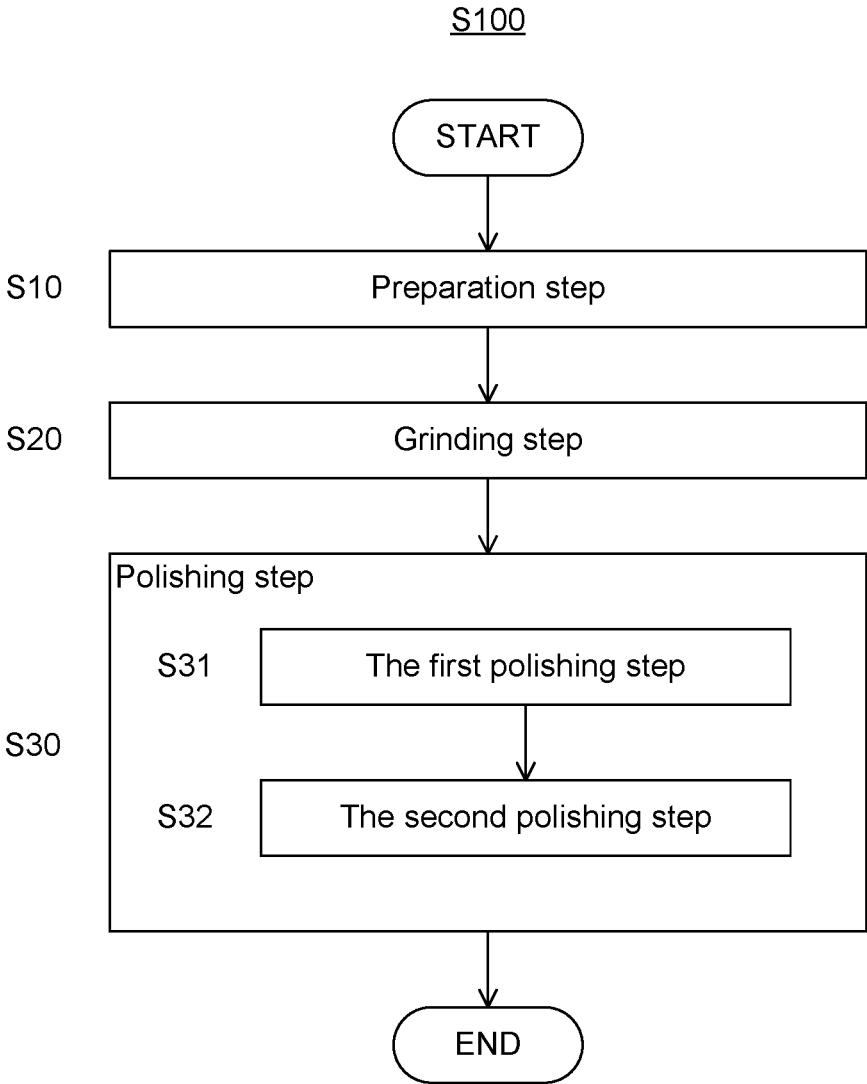 S100
START
S10
Preparation step
S20
Grinding step
Polishing step
S31
The first polishing step
S30
S32
The second polishing step
END